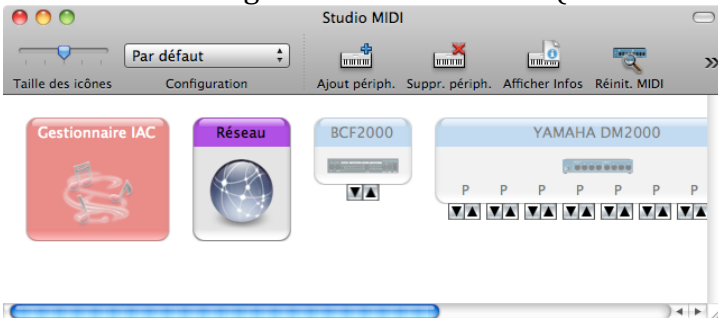 Studio MIDI
Par défaut
Taille des icônes Configuration Ajout périph. Suppr. périph. Afficher Infos Réinit. MIDI
Gestionnaire IAC Réseau BCF2000 YAMAHA DM2000
P P P P P P P